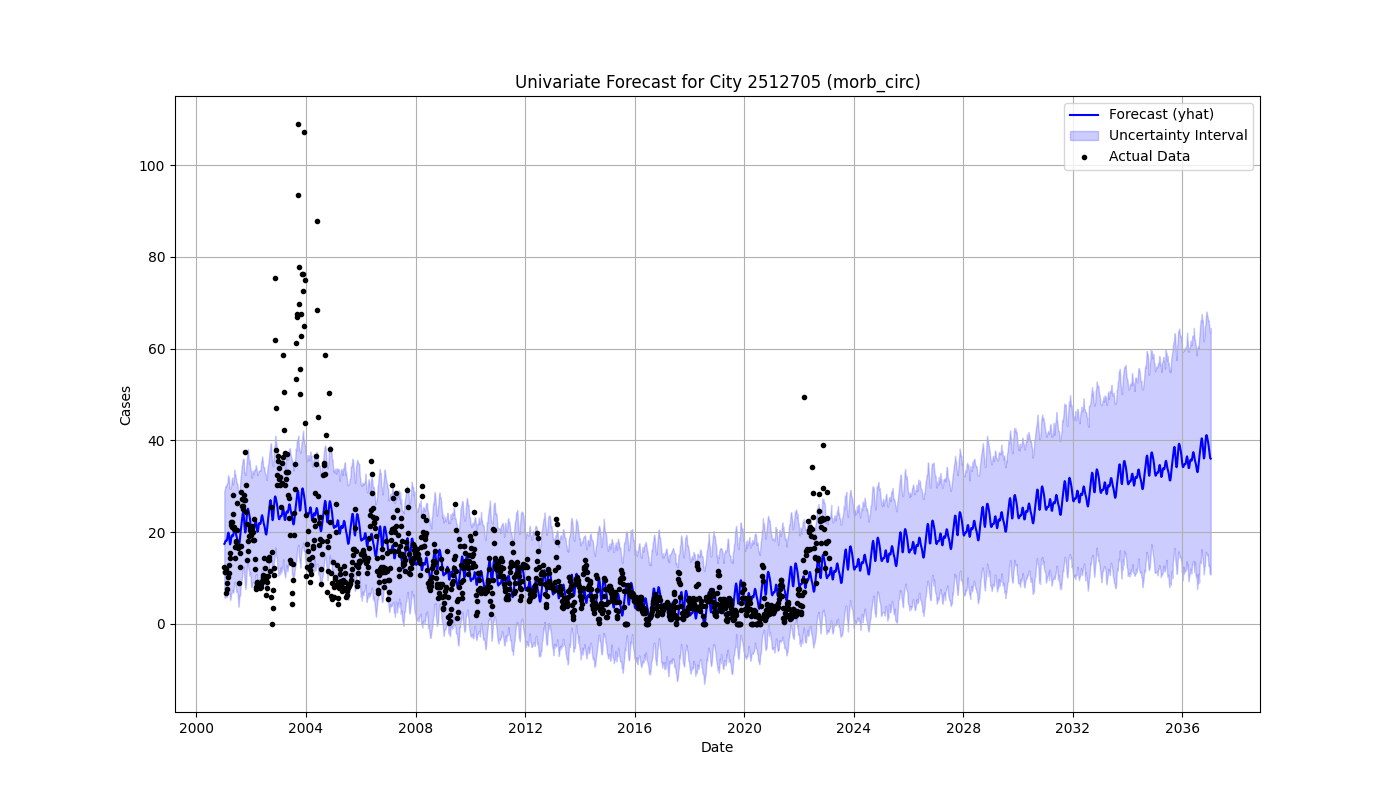 Univariate Forecast for City 2512705 (morb_circ)
Forecast (yhat)
Uncertainty Interval
Actual Data
100
80
60
40
20
0
Cases
2000 2004 2008 2012 2016 2020 2024 2028 2032 2036
Date